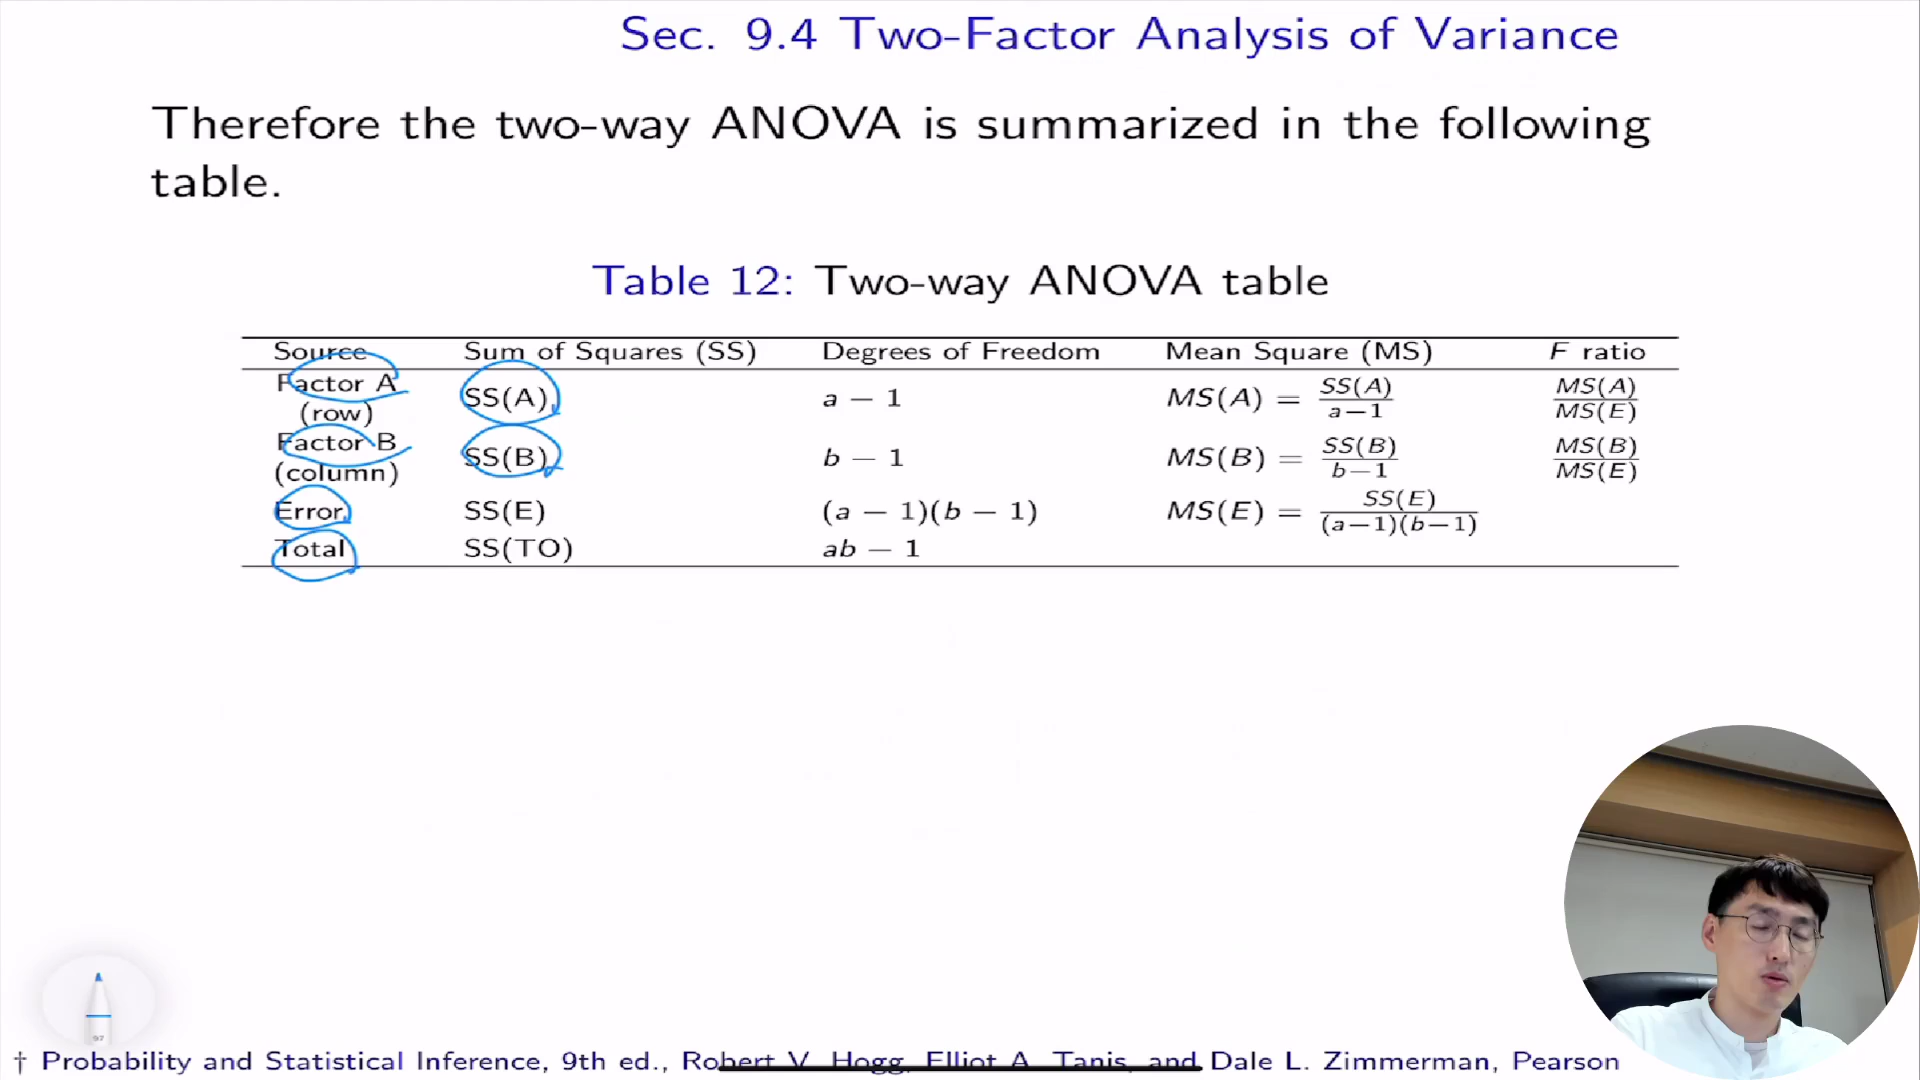 Sec. 9.4 Two-Factor Analysis of Variance
Therefore the two-way ANOVA is summarized in the following
table.
Table 12: Two-way ANOVA table
Source Sum of Squares (SS) Degrees of Freedom Mean Square (MS) F ratio
Factor A (row) SS(A) a − 1 MS(A) = SS(A)/a−1 MS(A)/MS(E)
Factor B (column) SS(B) b − 1 MS(B) = SS(B)/b−1 MS(B)/MS(E)
Error SS(E) (a − 1)(b − 1) MS(E) = SS(E)/(a−1)(b−1)
Total SS(TO) ab − 1
97
† Probability and Statistical Inference, 9th ed., Robert V. Hogg, Elliot A. Tanis, and Dale L. Zimmerman, Pearson